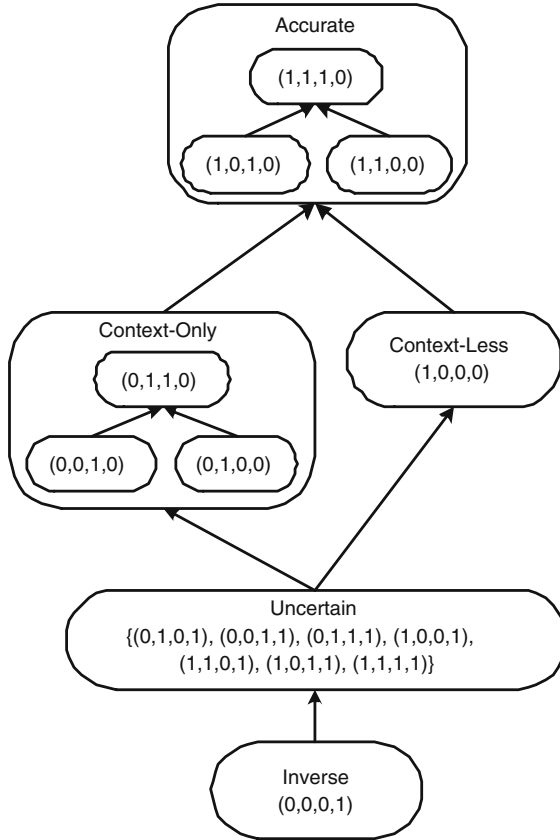 Accurate
(1,1,1,0)
(1,0,1,0)
(1,1,0,0)
Context-Only
(0,1,1,0)
(0,0,1,0)
(0,1,0,0)
Context-Less
(1,0,0,0)
Uncertain
{(0,1,0,1), (0,0,1,1), (0,1,1,1), (1,0,0,1),
(1,1,0,1), (1,0,1,1), (1,1,1,1)}
Inverse
(0,0,0,1)